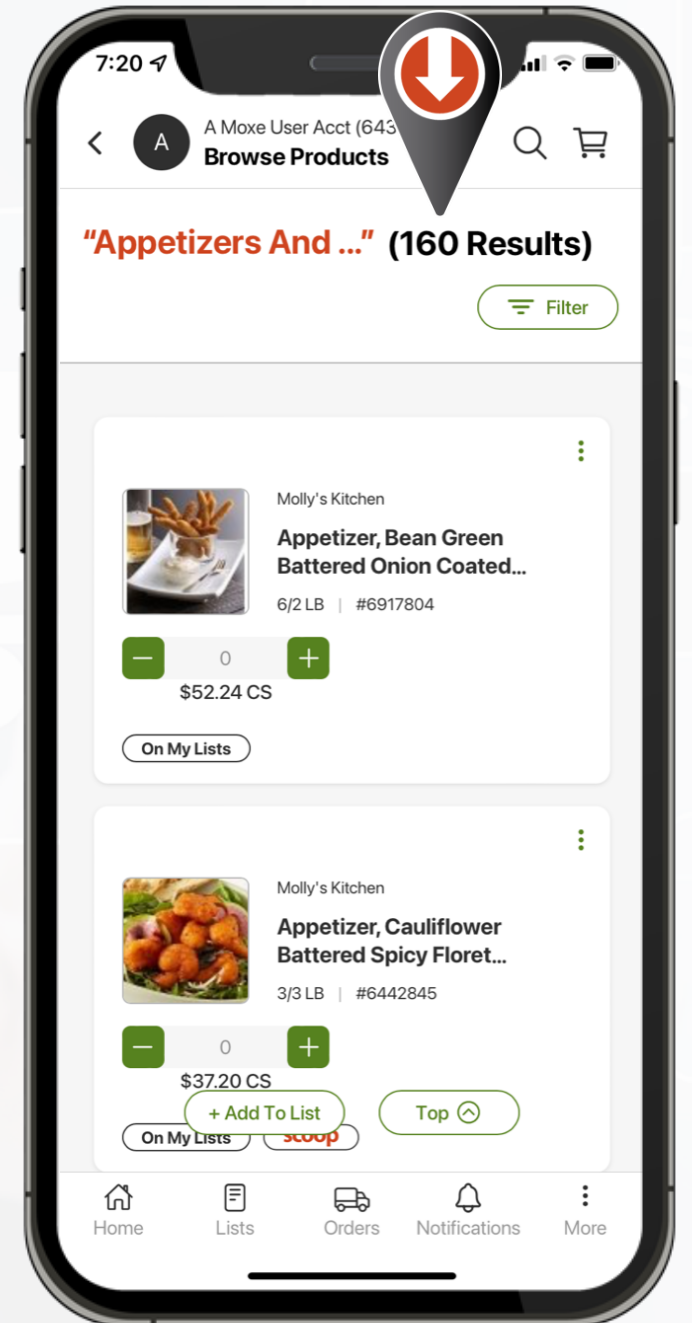 7:20
A
A Moxe User Acct (643
Browse Products
“Appetizers And ...” (160 Results)
Filter
Molly's Kitchen
Appetizer, Bean Green
Battered Onion Coated...
6/2 LB | #6917804
0
$52.24 CS
On My Lists
Molly's Kitchen
Appetizer, Cauliflower
Battered Spicy Floret...
3/3 LB | #6442845
0
$37.20 CS
+ Add To List
Top
On My Lists
scoop
Home
Lists
Orders
Notifications
More